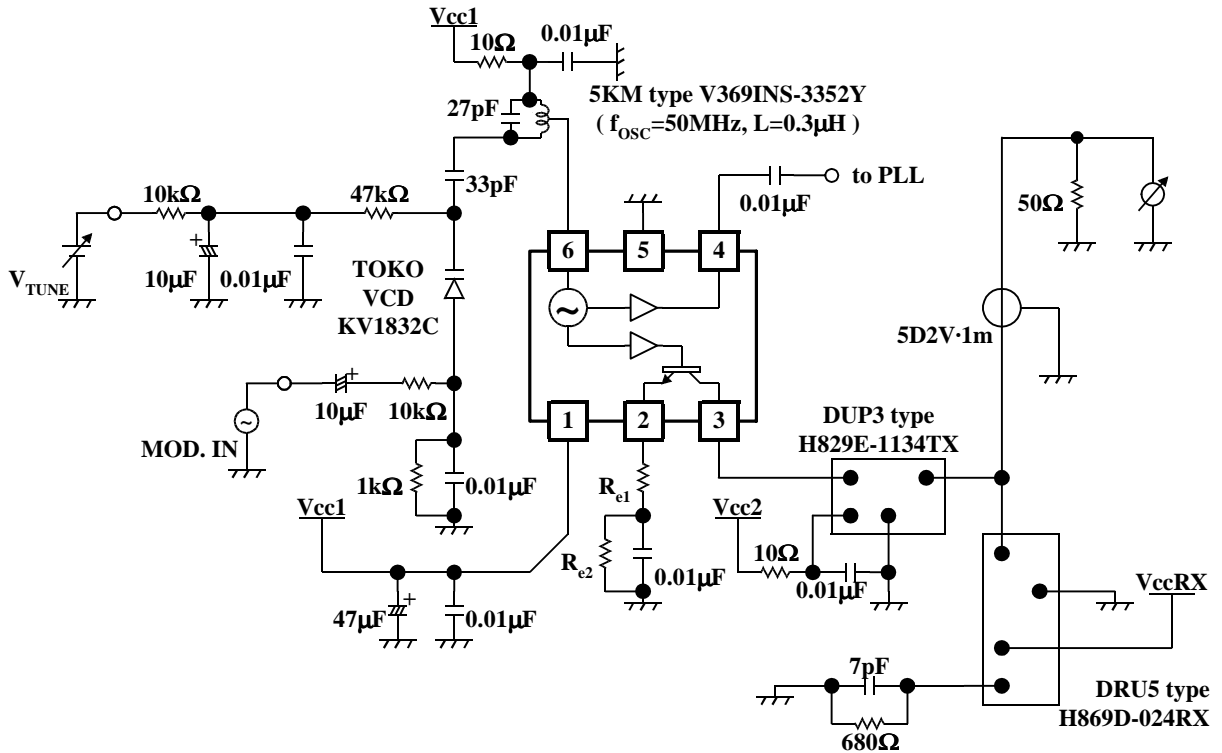 Vcc1
10Ω
0.01µF
5KM type V369INS-3352Y
( fOSC=50MHz, L=0.3µH )
27pF
33pF
to PLL
0.01µF
50Ω
10kΩ
47kΩ
+
10µF
0.01µF
VTUNE
TOKO
VCD
KV1832C
6
5
4
~
5D2V·1m
+
10µF
10kΩ
~
MOD. IN
1
2
3
DUP3 type
H829E-1134TX
1kΩ
0.01µF
Re1
Vcc1
Vcc2
10Ω
0.01µF
Re2
0.01µF
+
47µF
0.01µF
VccRX
7pF
680Ω
DRU5 type
H869D-024RX